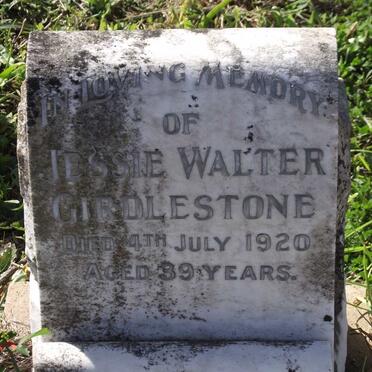 IN LOVING MEMORY
OF
JESSIE WALTER
GIRDLESTONE
DIED 4TH JULY 1920
AGED 39 YEARS.